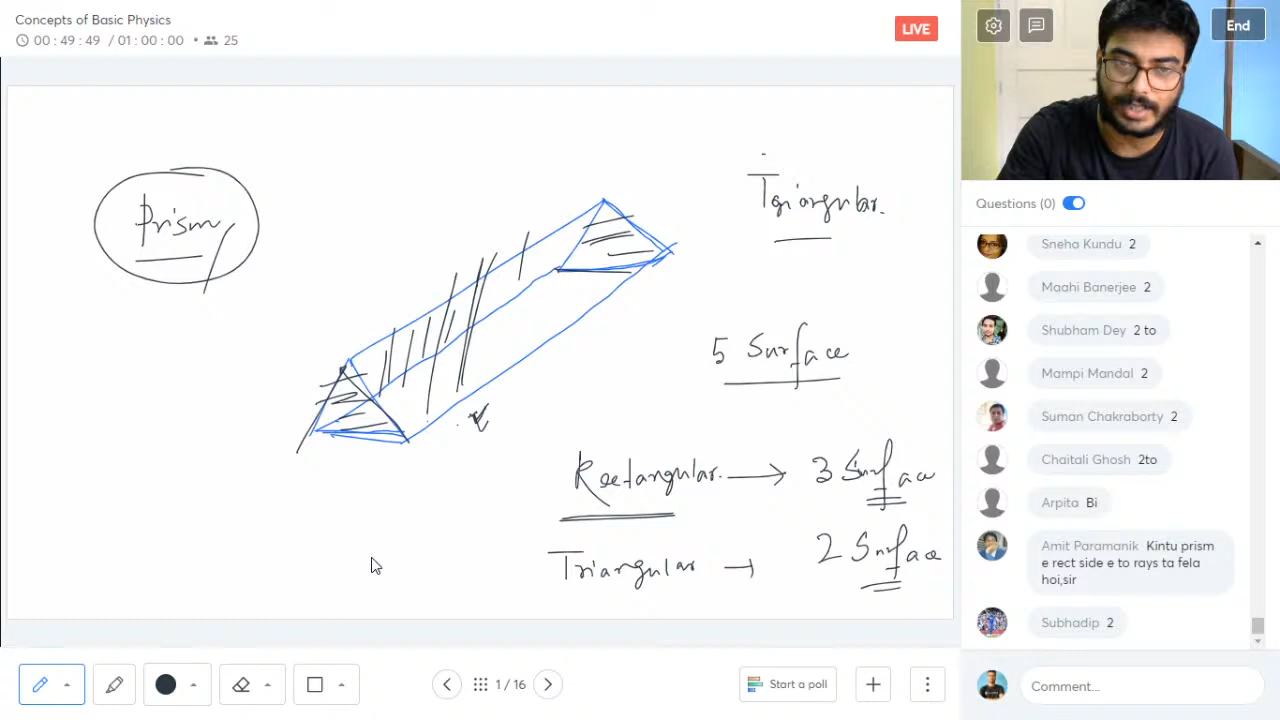 Concepts of Basic Physics
00 : 49 : 49 / 01 : 00 : 00 • 25
LIVE
End
Prism
Triangular.
5 Surface
Rectangular. → 3 Surface
Triangular → 2 Surface
Questions (0)
Sneha Kundu 2
Maahi Banerjee 2
Shubham Dey 2 to
Mampi Mandal 2
Suman Chakraborty 2
Chaitali Ghosh 2to
Arpita Bi
Amit Paramanik Kintu prism
e rect side e to rays ta fela
hoi,sir
Subhadip 2
1 / 16
Start a poll
Comment...